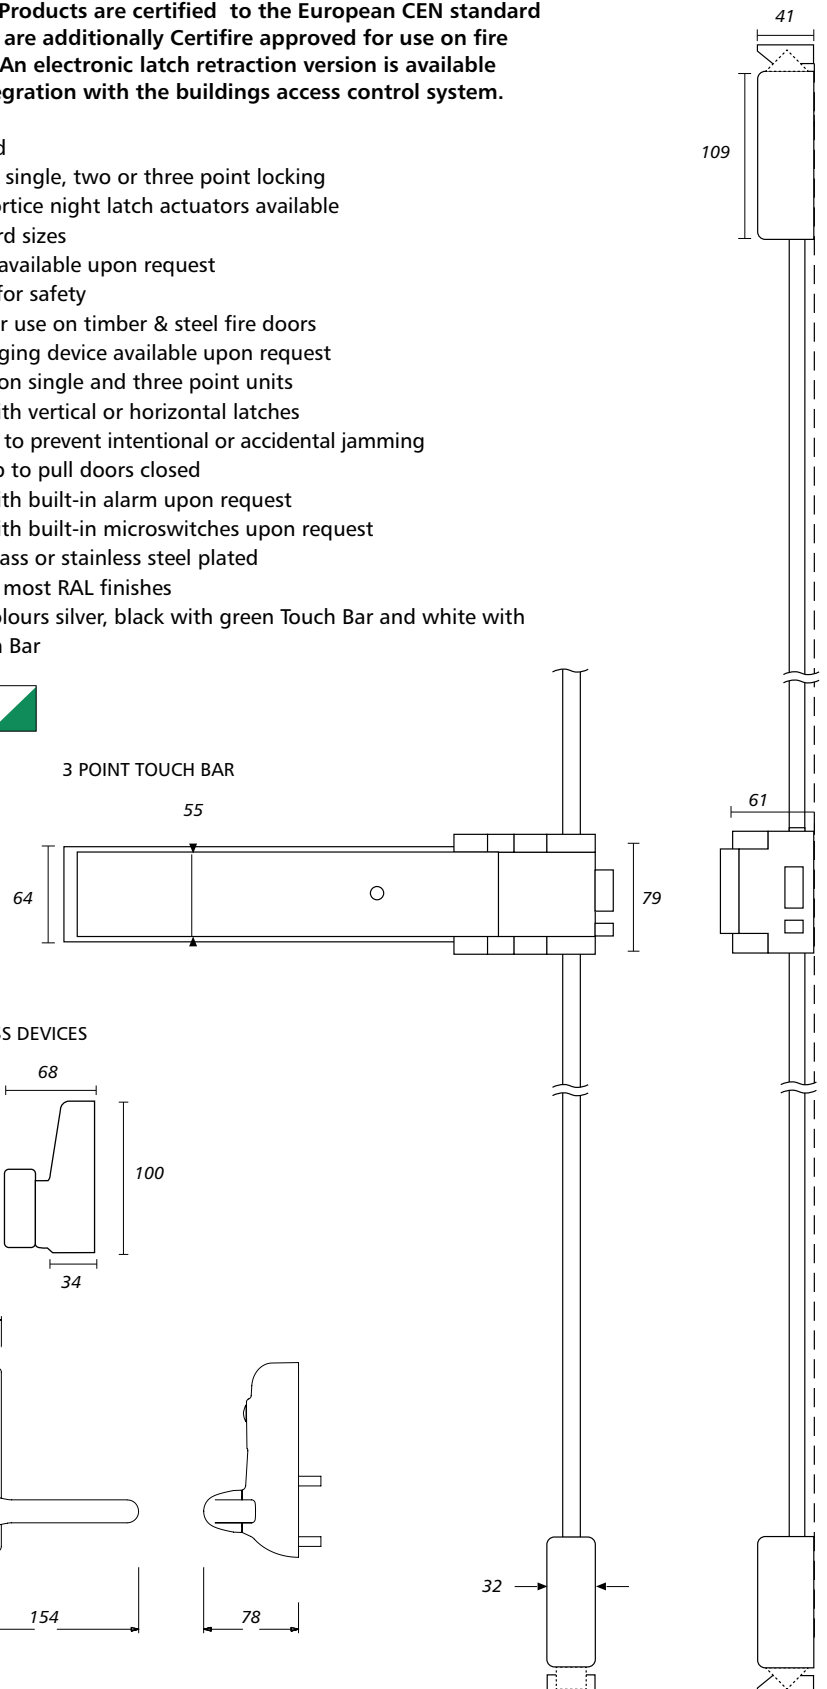 Products are certified  to the European CEN standard
are additionally Certifire approved for use on fire
An electronic latch retraction version is available
egration with the buildings access control system.
d
single, two or three point locking
ortice night latch actuators available
rd sizes
available upon request
for safety
r use on timber & steel fire doors
ging device available upon request
on single and three point units
ith vertical or horizontal latches
to prevent intentional or accidental jamming
p to pull doors closed
ith built-in alarm upon request
ith built-in microswitches upon request
ass or stainless steel plated
most RAL finishes
olours silver, black with green Touch Bar and white with
h Bar
41
109
3 POINT TOUCH BAR
55
64
79
61
SS DEVICES
68
100
34
154
78
32